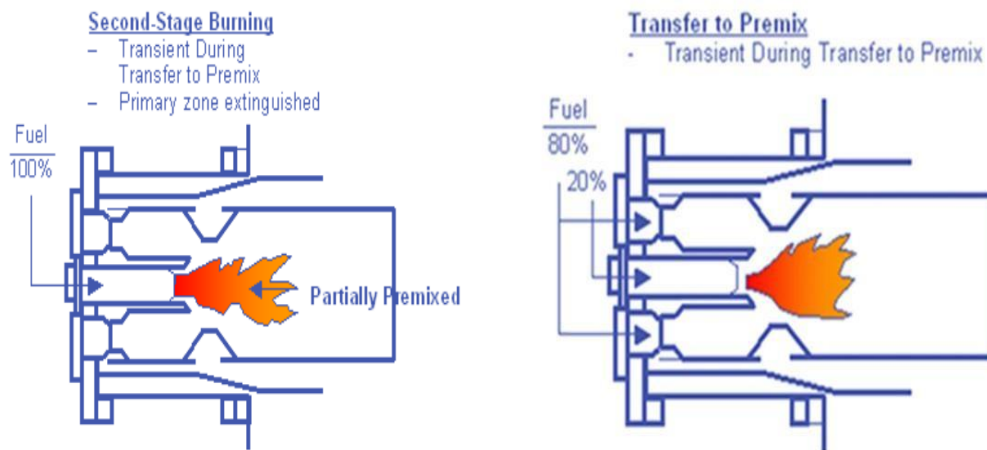 Second-Stage Burning
– Transient During
Transfer to Premix
– Primary zone extinguished
Fuel
100%
Partially Premixed
Transfer to Premix
- Transient During Transfer to Premix
Fuel
80%
20%